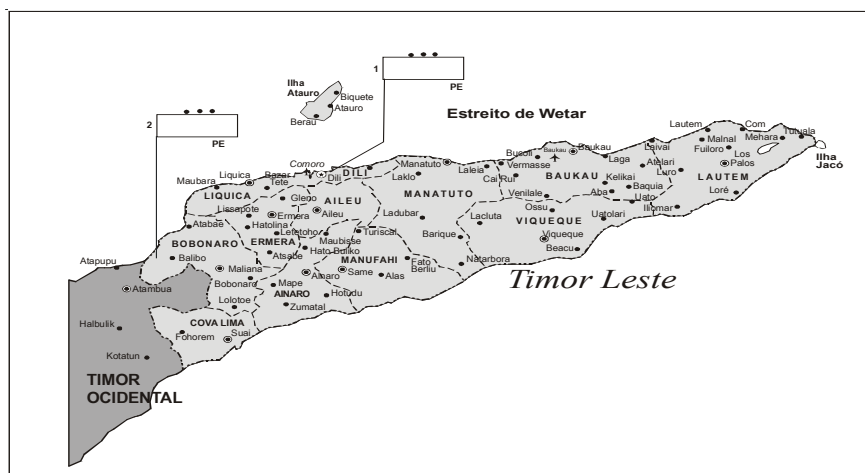 1
PE
2
PE
Ilha
Atauro
Biquete
Atauro
Berau
Estreito de Wetar
Lautem
Com
Malnal
Mehara
Tutuala
Fuiloro
Los
Palos
Ilha
Jacó
Laivai
Atelari
Luro
LAUTEM
Loré
Iliomar
Busoli
Baukau
Baukau
Vermasse
Laga
Cai Rui
BAUKAU
Kelikai
Baquia
Venilale
Aba
Uato
Ossu
Uatolari
VIQUEQUE
Viqueque
Beacu
Comoro
Manatuto
Laleia
Dili
DILI
Laklo
MANATUTO
Ladubar
Lacluta
Barique
Natarbora
Liquica
Bazar
Tete
Maubara
LIQUICA
Gleno
AILEU
Lissapote
Ermera
Aileu
Atabae
Hatolina
Letefoho
BOBONARO
ERMERA
Maubisse
Turiscal
Hato Builiko
Atapupu
Balibo
Atsabe
MANUFAHI
Fato
Berliu
Maliana
Ainaro
Same
Alas
Atambua
Bobonaro
Mape
AINARO
Hotudu
Lolotoe
Zumatal
COVA LIMA
Halbulik
Fohorem
Suai
Kotatun
Timor Leste
TIMOR
OCIDENTAL